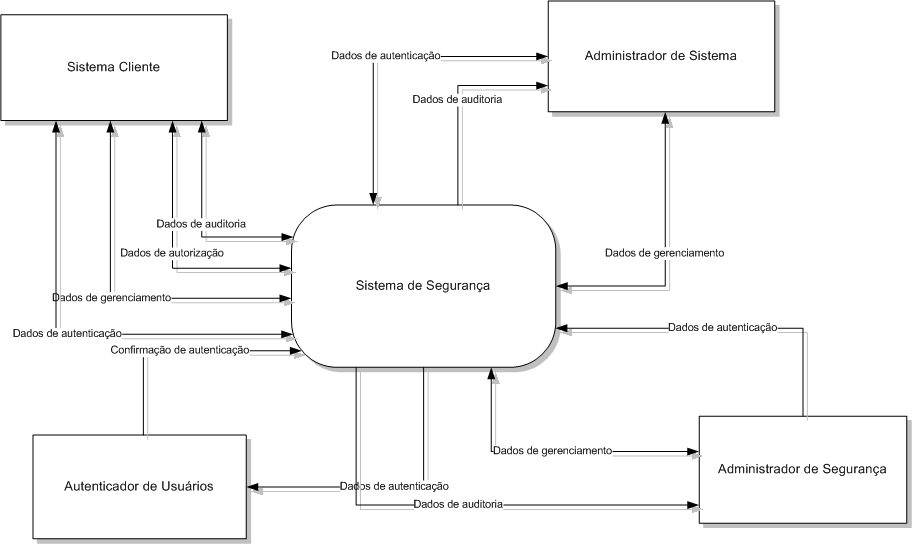 Sistema Cliente
Dados de autenticação
Administrador de Sistema
Dados de auditoria
Dados de auditoria
Dados de autorização
Dados de gerenciamento
Sistema de Segurança
Dados de gerenciamento
Dados de autenticação
Dados de autenticação
Confirmação de autenticação
Dados de gerenciamento
Administrador de Segurança
Autenticador de Usuários
Dados de autenticação
Dados de auditoria